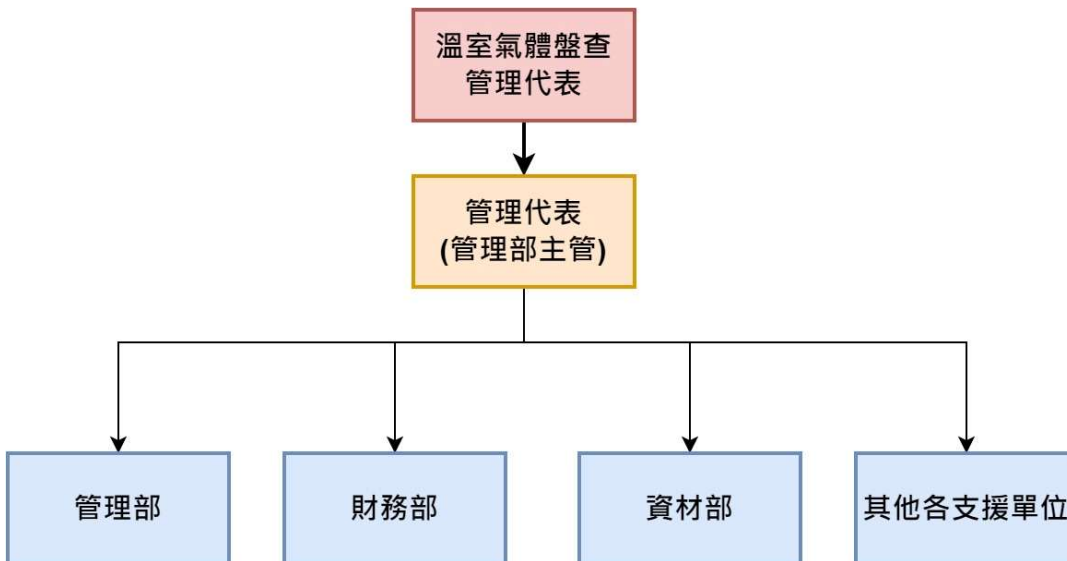 溫室氣體盤查
管理代表
管理代表
(管理部主管)
管理部
財務部
資材部
其他各支援單位